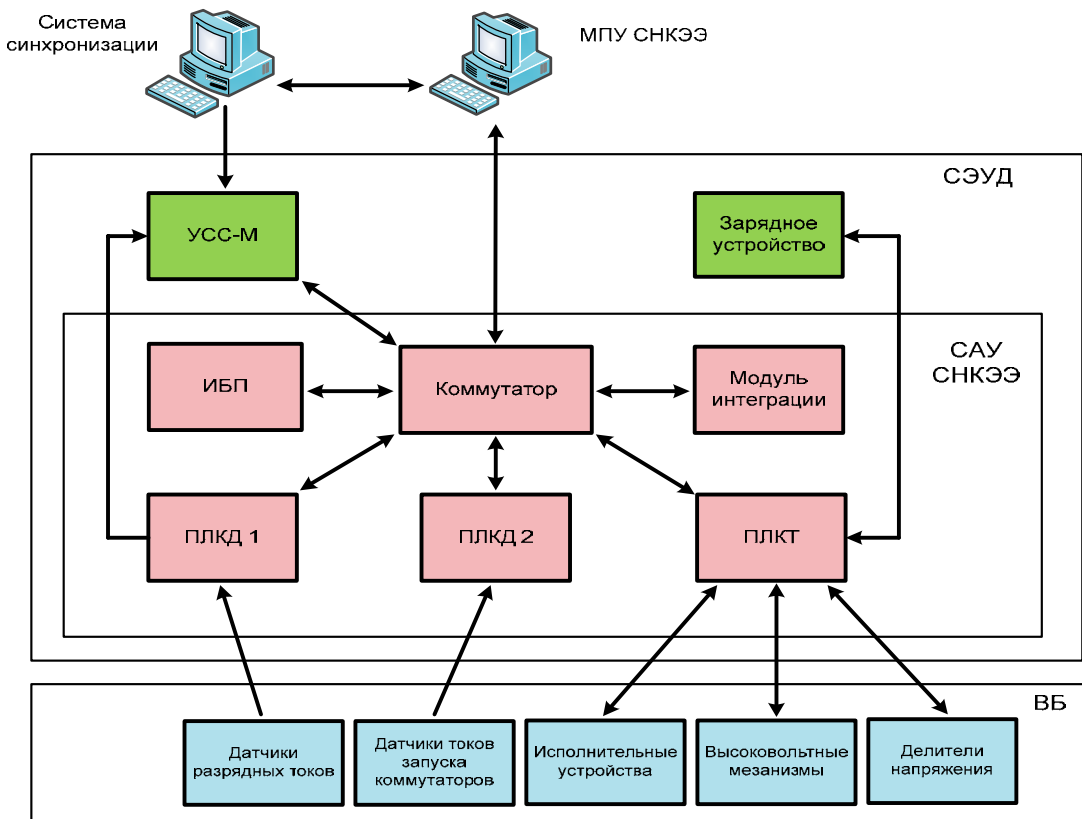 Система
синхронизации
МПУ СНКЭЭ
СЭУД
УСС-М
Зарядное
устройство
САУ
СНКЭЭ
ИБП
Коммутатор
Модуль
интеграции
ПЛКД 1
ПЛКД 2
ПЛКТ
ВБ
Датчики
разрядных токов
Датчики токов
запуска
коммутаторов
Исполнительные
устройства
Высоковольтные
мезанизмы
Делители
напряжения